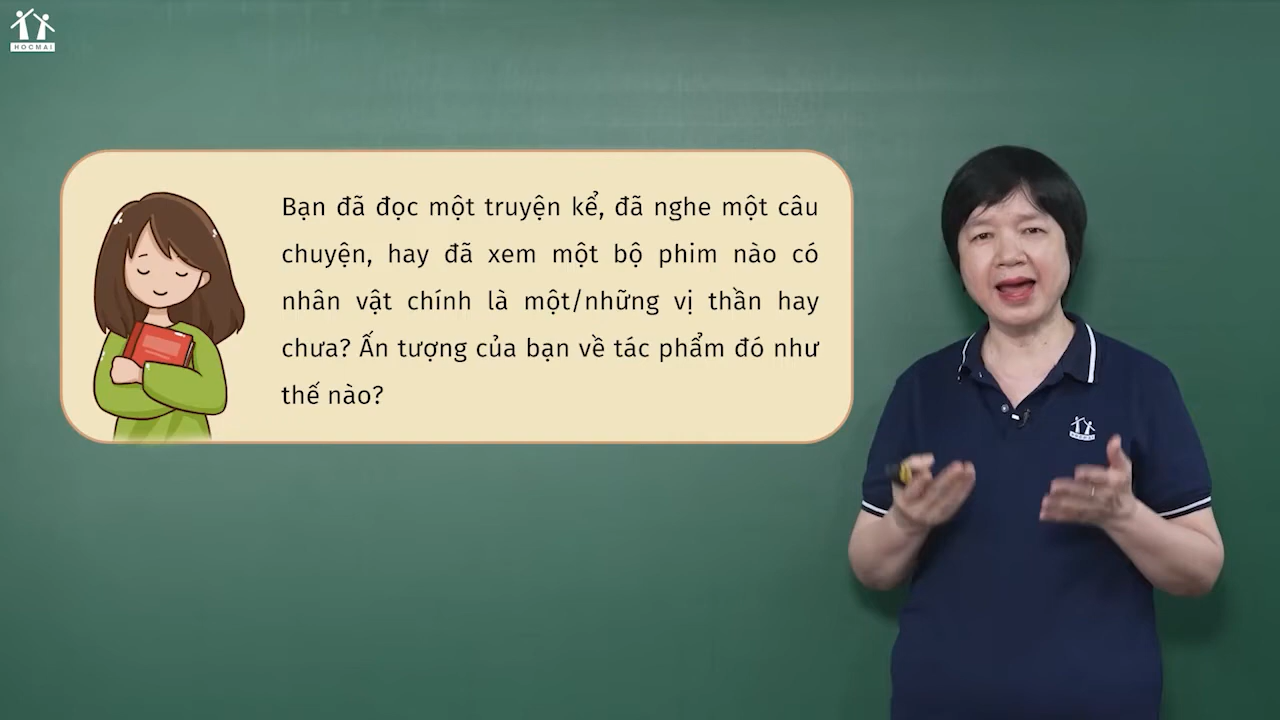 HOCMAI
Bạn đã đọc một truyện kể, đã nghe một câu
chuyện, hay đã xem một bộ phim nào có
nhân vật chính là một/những vị thần hay
chưa? Ấn tượng của bạn về tác phẩm đó như
thế nào?
HOCMAI